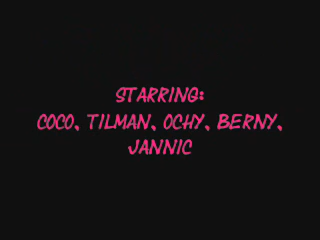 STARRING:
COCO, TILMAN, OCHY, BERNY,
JANNIC